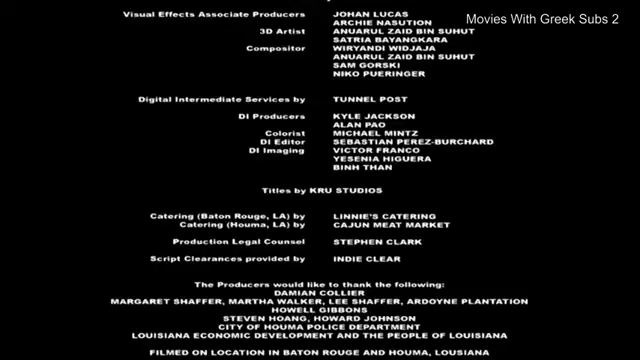 Movies With Greek Subs 2
Visual Effects Associate Producers JOHAN LUCAS
ARCHIE NASUTION
3D Artist ANUARUL ZAID BIN SUHUT
SATRIA BAYANGKARA
Compositor WIRYANDI WIDJAJA
ANUARUL ZAID BIN SUHUT
SAM GORSKI
NIKO PUERINGER
Digital Intermediate Services by TUNNEL POST
DI Producers KYLE JACKSON
ALAN PAO
Colorist MICHAEL MINTZ
DI Editor SEBASTIAN PEREZ-BURCHARD
DI Imaging VICTOR FRANCO
YESENIA HIGUERA
BINH THAN
Titles by KRU STUDIOS
Catering (Baton Rouge, LA) by LINNIE'S CATERING
Catering (Houma, LA) by CAJUN MEAT MARKET
Production Legal Counsel STEPHEN CLARK
Script Clearances provided by INDIE CLEAR
The Producers would like to thank the following:
DAMIAN COLLIER
MARGARET SHAFFER, MARTHA WALKER, LEE SHAFFER, ARDOYNE PLANTATION
HOWELL GIBBONS
STEVEN HOANG, HOWARD JOHNSON
CITY OF HOUMA POLICE DEPARTMENT
LOUISIANA ECONOMIC DEVELOPMENT AND THE PEOPLE OF LOUISIANA
FILMED ON LOCATION IN BATON ROUGE AND HOUMA, LOUSIANA